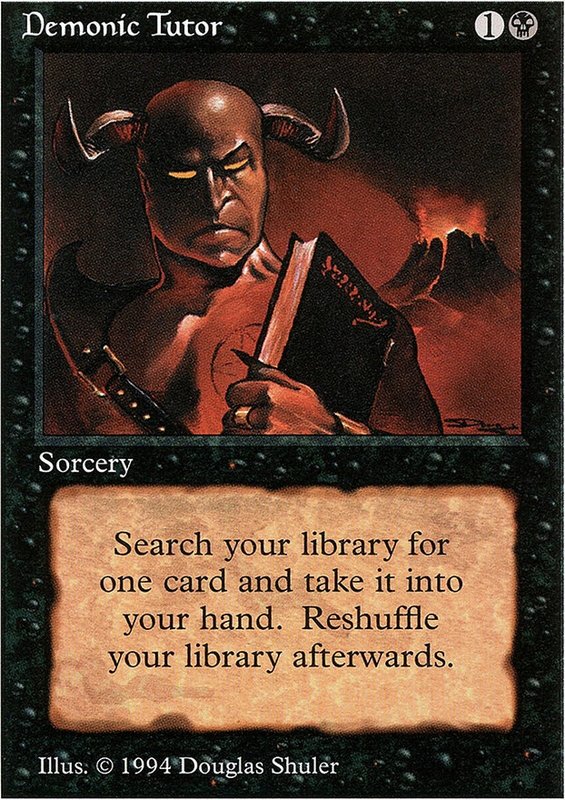 Demonic Tutor 1
Sorcery
Search your library for
one card and take it into
your hand. Reshuffle
your library afterwards.
Illus. © 1994 Douglas Shuler